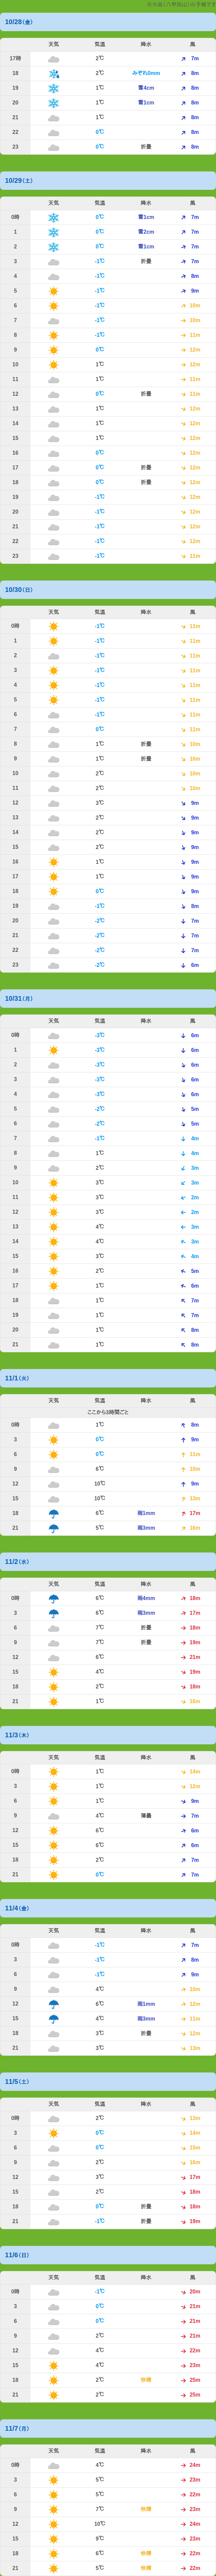 10/28(金)
天気 気温 降水 風
17時 2℃ 7m
18 2℃ みぞれ0mm 8m
19 1℃ 雪4cm 8m
20 1℃ 雪1cm 8m
21 1℃ 8m
22 0℃ 8m
23 0℃ 折曇 8m
10/29(土)
天気 気温 降水 風
0時 0℃ 雪1cm 7m
1 0℃ 雪2cm 7m
2 0℃ 雪1cm 7m
3 -1℃ 折曇 7m
4 -1℃ 8m
5 -1℃ 9m
6 -1℃ 10m
7 -1℃ 10m
8 -1℃ 11m
9 0℃ 12m
10 1℃ 12m
11 1℃ 11m
12 0℃ 折曇 11m
13 1℃ 12m
14 1℃ 12m
15 1℃ 12m
16 0℃ 12m
17 0℃ 折曇 12m
18 0℃ 折曇 12m
19 -1℃ 12m
20 -1℃ 12m
21 -1℃ 12m
22 -1℃ 12m
23 -1℃ 11m
10/30(日)
天気 気温 降水 風
0時 -1℃ 11m
1 -1℃ 11m
2 -1℃ 11m
3 -1℃ 11m
4 -1℃ 11m
5 -1℃ 11m
6 -1℃ 11m
7 0℃ 11m
8 1℃ 折曇 10m
9 1℃ 折曇 10m
10 2℃ 10m
11 2℃ 10m
12 3℃ 9m
13 2℃ 9m
14 2℃ 9m
15 2℃ 9m
16 1℃ 9m
17 1℃ 9m
18 0℃ 9m
19 -1℃ 8m
20 -2℃ 7m
21 -2℃ 7m
22 -2℃ 7m
23 -2℃ 6m
10/31(月)
天気 気温 降水 風
0時 -3℃ 6m
1 -3℃ 6m
2 -3℃ 6m
3 -3℃ 6m
4 -3℃ 6m
5 -2℃ 5m
6 -2℃ 5m
7 -1℃ 4m
8 1℃ 4m
9 2℃ 3m
10 3℃ 3m
11 3℃ 2m
12 3℃ 2m
13 4℃ 3m
14 4℃ 3m
15 3℃ 4m
16 2℃ 5m
17 1℃ 6m
18 1℃ 7m
19 1℃ 7m
20 1℃ 8m
21 1℃ 8m
11/1(火)
天気 気温 降水 風
ここから3時間ごと
0時 1℃ 8m
3 0℃ 9m
6 0℃ 11m
9 6℃ 10m
12 10℃ 9m
15 10℃ 13m
18 6℃ 雨1mm 17m
21 5℃ 雨3mm 16m
11/2(水)
天気 気温 降水 風
0時 6℃ 雨4mm 18m
3 6℃ 雨3mm 17m
6 7℃ 折曇 18m
9 7℃ 折曇 19m
12 6℃ 21m
15 4℃ 19m
18 2℃ 18m
21 1℃ 16m
11/3(木)
天気 気温 降水 風
0時 1℃ 14m
3 1℃ 12m
6 1℃ 9m
9 4℃ 薄曇 7m
12 6℃ 6m
15 6℃ 6m
18 2℃ 7m
21 0℃ 7m
11/4(金)
天気 気温 降水 風
0時 -1℃ 7m
3 -1℃ 8m
6 -1℃ 9m
9 4℃ 10m
12 6℃ 雨1mm 12m
15 4℃ 雨3mm 11m
18 3℃ 折曇 12m
21 3℃ 13m
11/5(土)
天気 気温 降水 風
0時 2℃ 13m
3 0℃ 14m
6 0℃ 15m
9 2℃ 16m
12 3℃ 17m
15 2℃ 18m
18 0℃ 折曇 18m
21 -1℃ 折曇 19m
11/6(日)
天気 気温 降水 風
0時 -1℃ 20m
3 0℃ 21m
6 0℃ 21m
9 2℃ 21m
12 4℃ 22m
15 4℃ 23m
18 2℃ 快晴 25m
21 2℃ 25m
11/7(月)
天気 気温 降水 風
0時 4℃ 24m
3 5℃ 23m
6 5℃ 22m
9 7℃ 快晴 23m
12 10℃ 24m
15 9℃ 23m
18 6℃ 快晴 22m
21 5℃ 快晴 22m